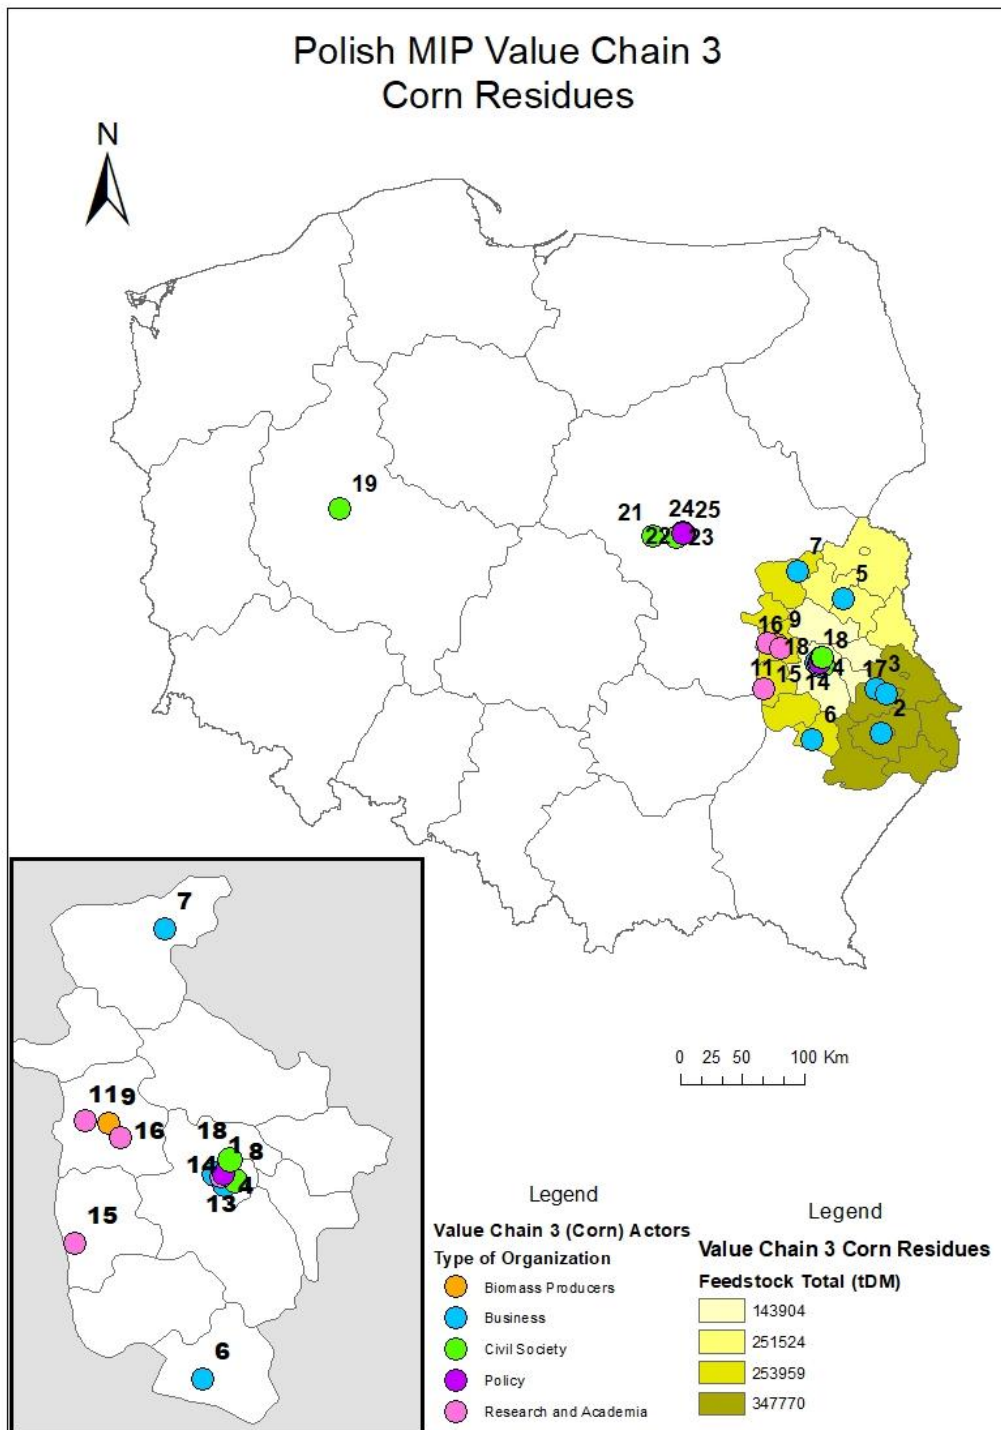 Polish MIP Value Chain 3
Corn Residues
N
19
21
24 25
22
23
7
5
9
16
18
18
11
15
14
4
17
3
2
6
0 25 50 100 Km
7
11 9
16
18
1
8
14
4
13
15
6
Legend
Value Chain 3 (Corn) Actors
Type of Organization
Biomass Producers
Business
Civil Society
Policy
Research and Academia
Legend
Value Chain 3 Corn Residues
Feedstock Total (tDM)
143904
251524
253959
347770